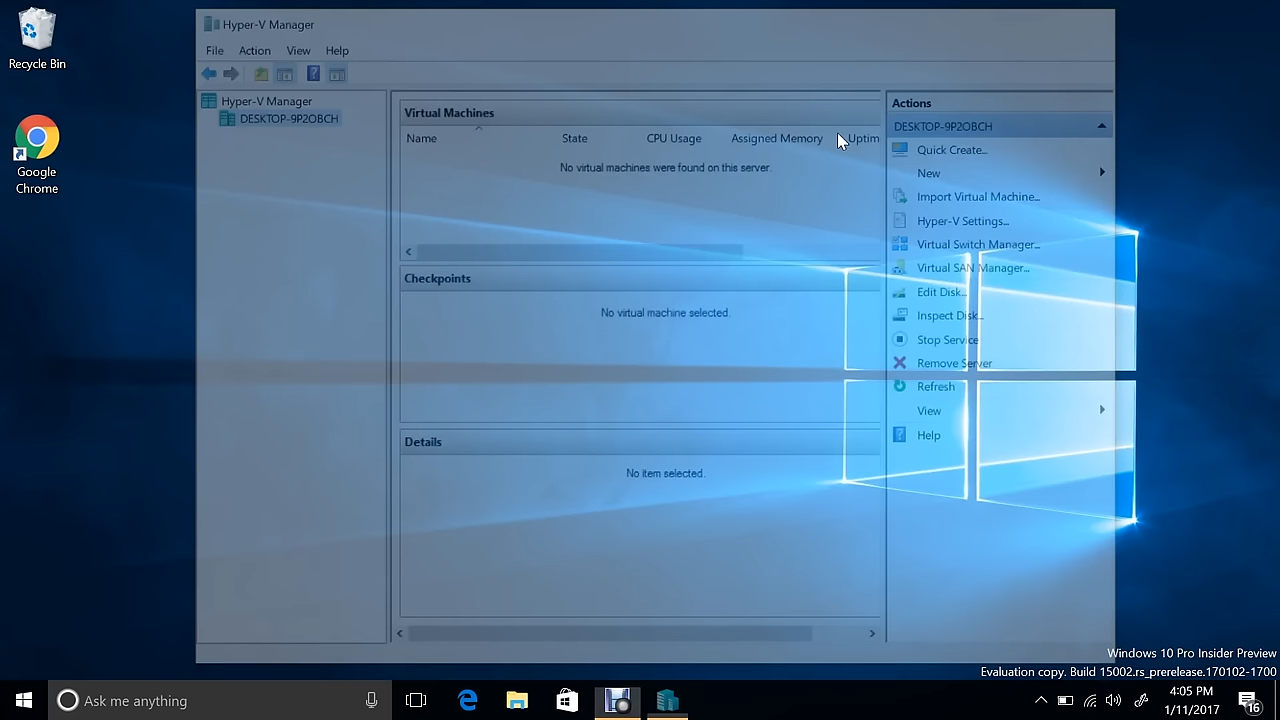 Recycle Bin
Google
Chrome
Hyper-V Manager
File Action View Help
Hyper-V Manager
DESKTOP-9P2OBCH
Virtual Machines
Name State CPU Usage Assigned Memory Uptim
No virtual machines were found on this server.
Checkpoints
No virtual machine selected.
Details
No item selected.
Actions
DESKTOP-9P2OBCH
Quick Create...
New
Import Virtual Machine...
Hyper-V Settings...
Virtual Switch Manager...
Virtual SAN Manager...
Edit Disk...
Inspect Disk...
Stop Service
Remove Server
Refresh
View
Help
Windows 10 Pro Insider Preview
Evaluation copy. Build 15002.rs_prerelease.170102-1700
Ask me anything
4:05 PM
1/11/2017
16